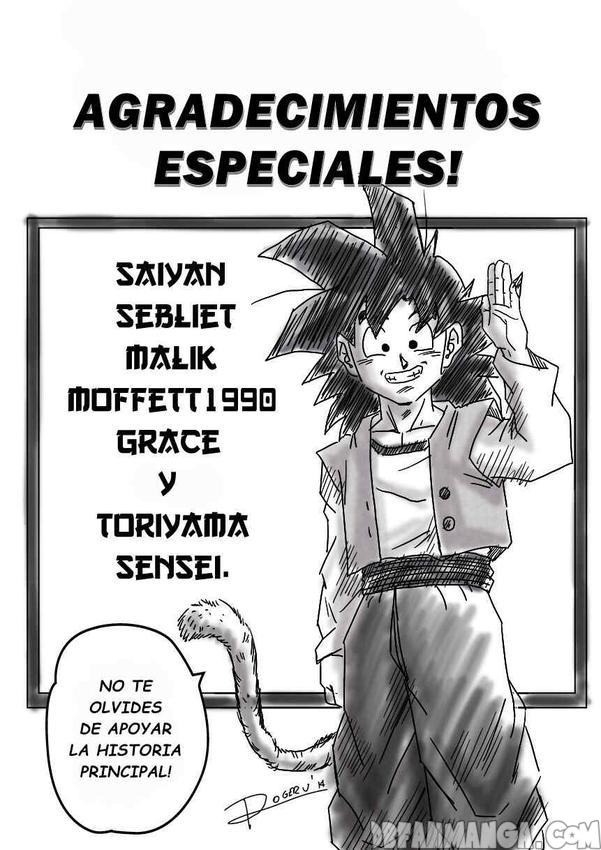 AGRADECIMIENTOS
ESPECIALES!
SAIYAN
SEBLIET
MALIK
MOFFETT1990
GRACE
Y
TORIYAMA
SENSEI.
NO TE
OLVIDES
DE APOYAR
LA HISTORIA
PRINCIPAL!
DBFANMANGA.COM